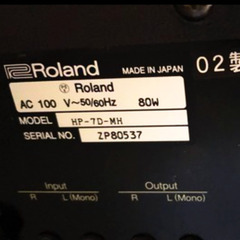 Roland
MADE IN JAPAN
02製
Roland
AC 100 V~50/60Hz 80W
MODEL HP-7D-MH
SERIAL NO. ZP80537
Input Output
R L (Mono) R L (Mono)